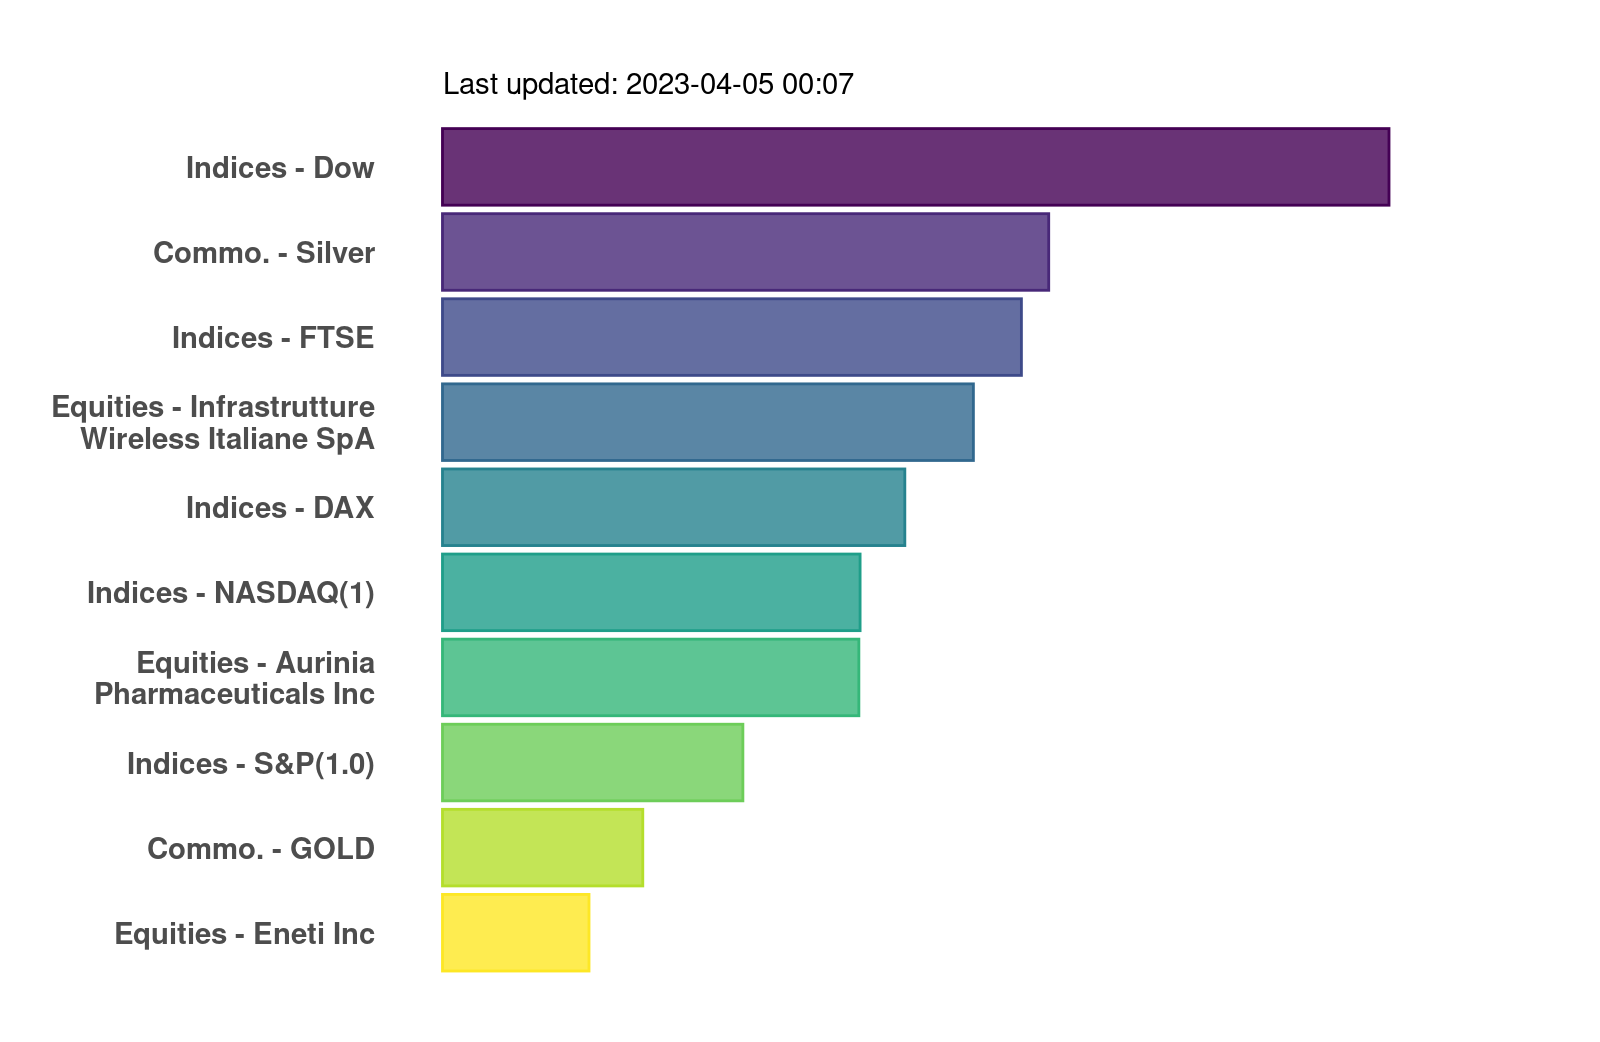 Last updated: 2023-04-05 00:07
Indices - Dow
Commo. - Silver
Indices - FTSE
Equities - Infrastrutture
Wireless Italiane SpA
Indices - DAX
Indices - NASDAQ(1)
Equities - Aurinia
Pharmaceuticals Inc
Indices - S&P(1.0)
Commo. - GOLD
Equities - Eneti Inc